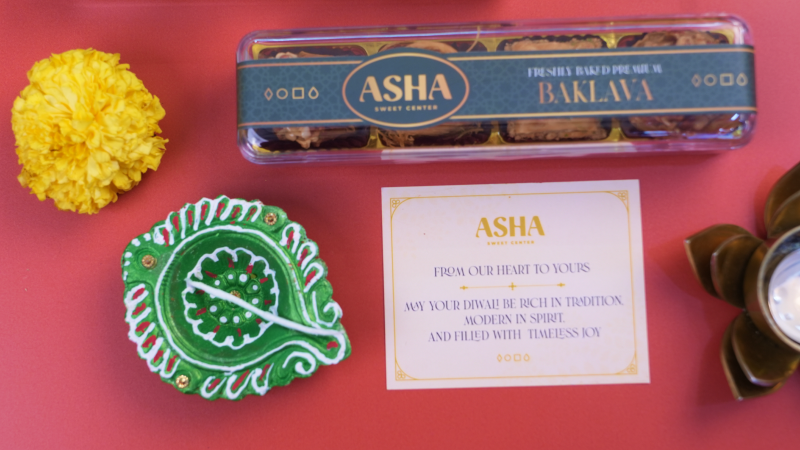 ASHA
SWEET CENTER
FRESHLY BAKED PREMIUM
BAKLAVA
ASHA
SWEET CENTER
FROM OUR HEART TO YOURS
MAY YOUR DIWALI BE RICH IN TRADITION,
MODERN IN SPIRIT,
AND FILLED WITH TIMELESS JOY